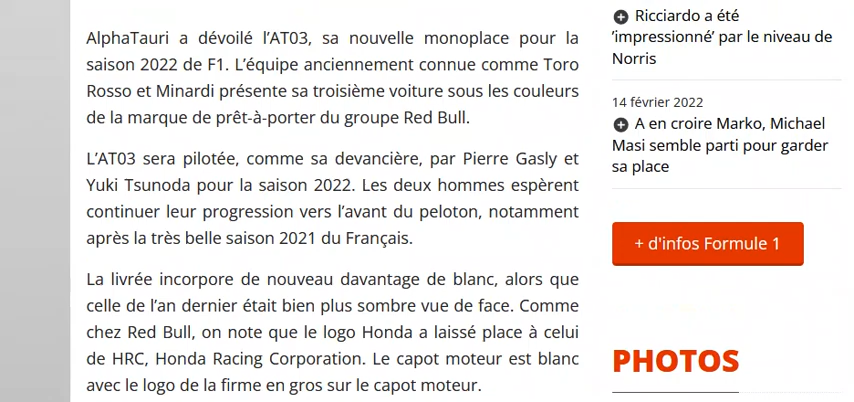 AlphaTauri a dévoilé l’AT03, sa nouvelle monoplace pour la
saison 2022 de F1. L’équipe anciennement connue comme Toro
Rosso et Minardi présente sa troisième voiture sous les couleurs
de la marque de prêt-à-porter du groupe Red Bull.
L’AT03 sera pilotée, comme sa devancière, par Pierre Gasly et
Yuki Tsunoda pour la saison 2022. Les deux hommes espèrent
continuer leur progression vers l’avant du peloton, notamment
après la très belle saison 2021 du Français.
La livrée incorpore de nouveau davantage de blanc, alors que
celle de l’an dernier était bien plus sombre vue de face. Comme
chez Red Bull, on note que le logo Honda a laissé place à celui
de HRC, Honda Racing Corporation. Le capot moteur est blanc
avec le logo de la firme en gros sur le capot moteur.
Ricciardo a été
’impressionné’ par le niveau de
Norris
14 février 2022
A en croire Marko, Michael
Masi semble parti pour garder
sa place
+ d'infos Formule 1
PHOTOS